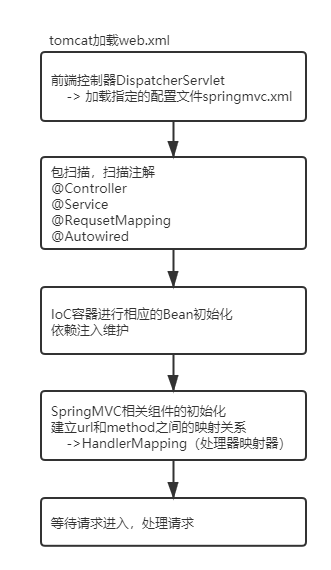 tomcat加载web.xml
前端控制器DispatcherServlet
-> 加载指定的配置文件springmvc.xml
包扫描，扫描注解
@Controller
@Service
@RequsetMapping
@Autowired
IoC容器进行相应的Bean初始化
依赖注入维护
SpringMVC相关组件的初始化
建立url和method之间的映射关系
->HandlerMapping（处理器映射器）
等待请求进入，处理请求